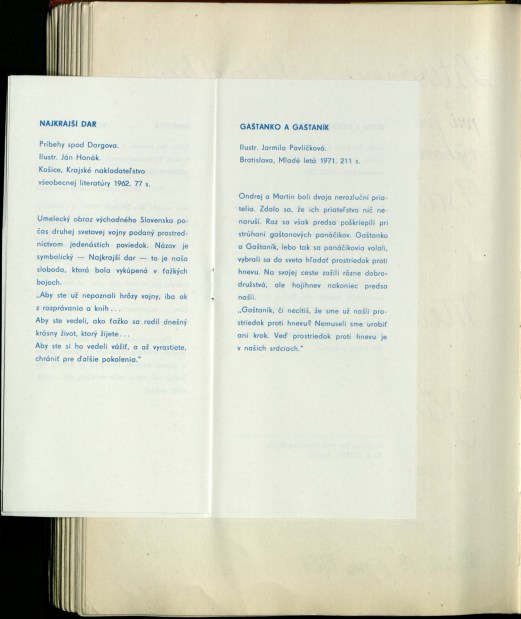 NAJKRAJŠÍ DAR
Príbehy spod Dargova.
Ilustr. Ján Hanák.
Košice, Krajské nakladateľstvo
všeobecnej literatúry 1962. 77 s.
Umelecký obraz východného Slovenska po-
čas druhej svetovej vojny podaný prostred-
níctvom jedenástich poviedok. Názov je
symbolický — Najkrajší dar — to je naša
sloboda, ktorá bola vykúpená v ťažkých
bojoch.
„Aby ste už nepoznali hrôzy vojny, iba ak
z rozprávania a kníh . . .
Aby ste vedeli, ako ťažko sa rodil dnešný
krásny život, ktorý žijete . . .
Aby ste si ho vedeli vážiť, a až vyrastiete,
chrániť pre ďalšie pokolenia.“
GAŠTANKO A GAŠTANÍK
Ilustr. Jarmila Pavlíčková.
Bratislava, Mladé letá 1971. 211 s.
Ondrej a Martin boli dvaja nerozluční pria-
telia. Zdalo sa, že ich priateľstvo nič ne-
naruší. Raz sa však predsa poškriepili pri
strúhaní gaštanových panáčikov. Gaštanko
a Gaštaník, lebo tak sa panáčikovia volali,
vybrali sa do sveta hľadať prostriedok proti
hnevu. Na svojej ceste zažili rôzne dobro-
družstvá, ale hojihnev nakoniec predsa
našli.
„Gaštaník, či necítiš, že sme už našli pro-
striedok proti hnevu? Nemuseli sme urobiť
ani krok. Veď prostriedok proti hnevu je
v našich srdciach.“